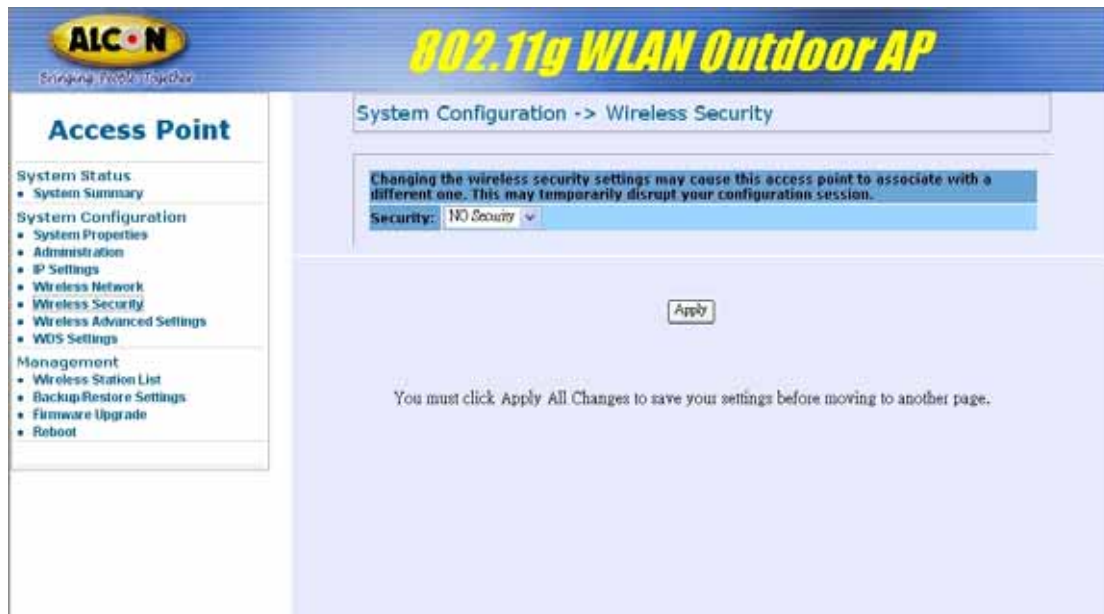 ALCON
Bringing People Together
802.11g WLAN Outdoor AP
Access Point
System Status
System Summary
System Configuration
System Properties
Administration
IP Settings
Wireless Network
Wireless Security
Wireless Advanced Settings
WDS Settings
Management
Wireless Station List
Backup/Restore Settings
Firmware Upgrade
Reboot
System Configuration -> Wireless Security
Changing the wireless security settings may cause this access point to associate with a
different one. This may temporarily disrupt your configuration session.
Security: NO Security
Apply
You must click Apply All Changes to save your settings before moving to another page.